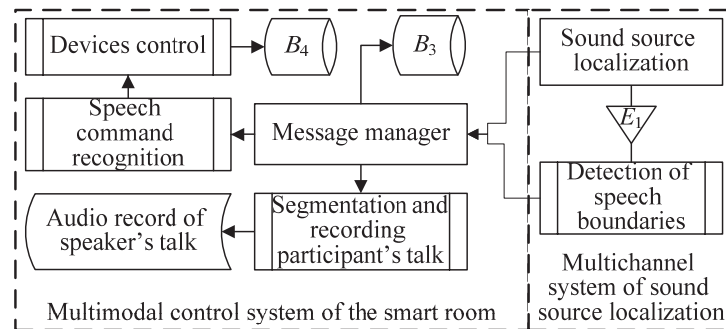 Devices control
B4
B3
Sound source
localization
Speech
command
recognition
Message manager
E1
Detection of
speech
boundaries
Audio record of
speaker's talk
Segmentation and
recording
participant's talk
Multichannel
system of sound
source localization
Multimodal control system of the smart room